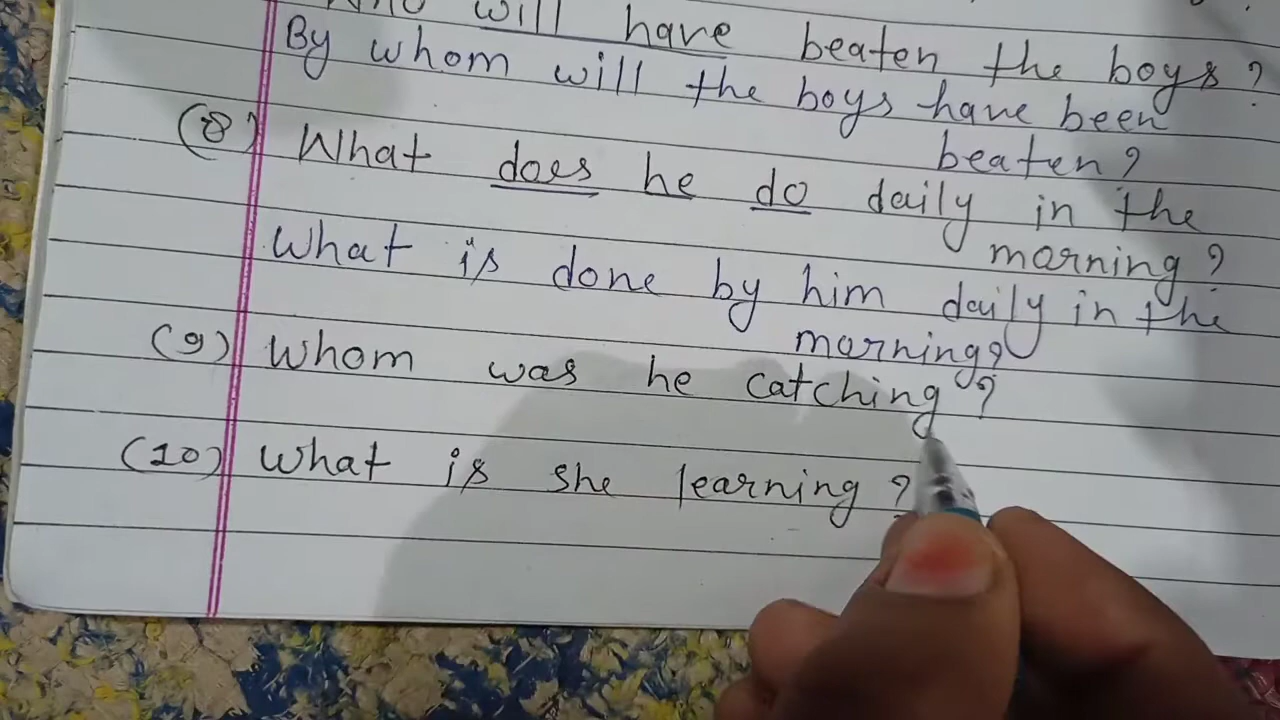 will have beaten the boys?
By whom will the boys have been
beaten?
(8) What does he do daily in the
morning?
What is done by him daily in the
morning?
(9) Whom was he catching?
(10) What is she learning?